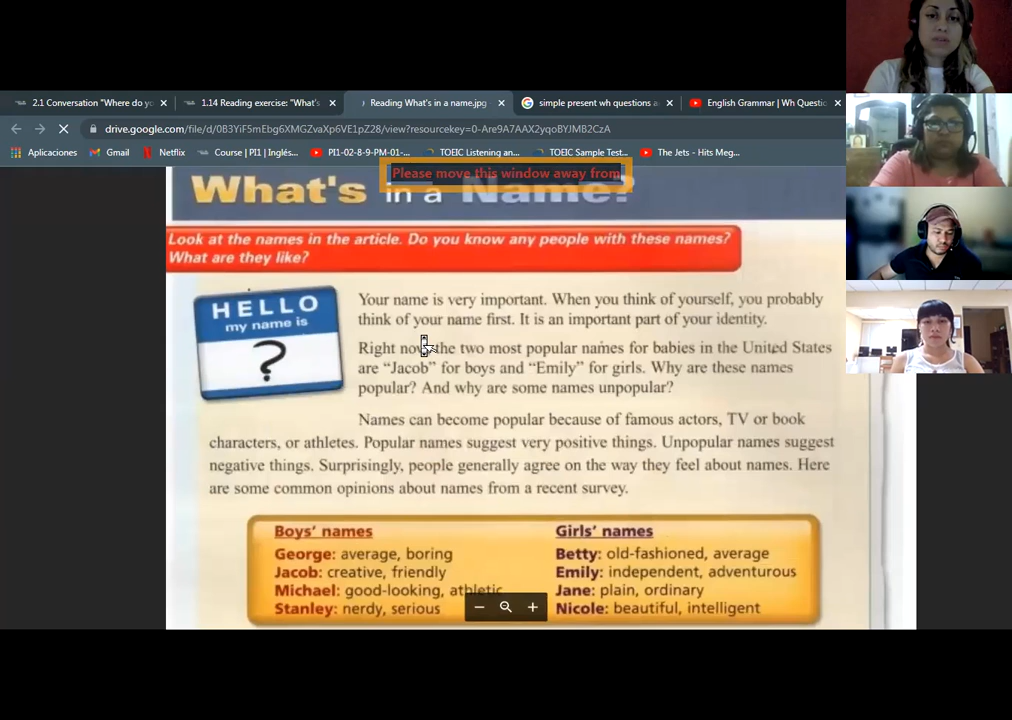 2.1 Conversation "Where do yo
1.14 Reading exercise: "What's
Reading What's in a name.jpg
simple present wh questions a
English Grammar | Wh Questio
drive.google.com/file/d/0B3YiF5mEbg6XMGZvaXp6VE1pZ28/view?resourcekey=0-Are9A7AAX2yqoBYJMB2CzA
Aplicaciones
Gmail
Netflix
Course | PI1 | Inglés...
PI1-02-8-9-PM-01-...
TOEIC Listening an...
TOEIC Sample Test...
The Jets - Hits Meg...
Please move this window away from
What's in a Name?
Look at the names in the article. Do you know any people with these names?
What are they like?
HELLO
my name is
?
Your name is very important. When you think of yourself, you probably
think of your name first. It is an important part of your identity.
Right now, the two most popular names for babies in the United States
are “Jacob” for boys and “Emily” for girls. Why are these names
popular? And why are some names unpopular?
Names can become popular because of famous actors, TV or book
characters, or athletes. Popular names suggest very positive things. Unpopular names suggest
negative things. Surprisingly, people generally agree on the way they feel about names. Here
are some common opinions about names from a recent survey.
Boys’ names
George: average, boring
Jacob: creative, friendly
Michael: good-looking, athletic
Stanley: nerdy, serious
Girls’ names
Betty: old-fashioned, average
Emily: independent, adventurous
Jane: plain, ordinary
Nicole: beautiful, intelligent